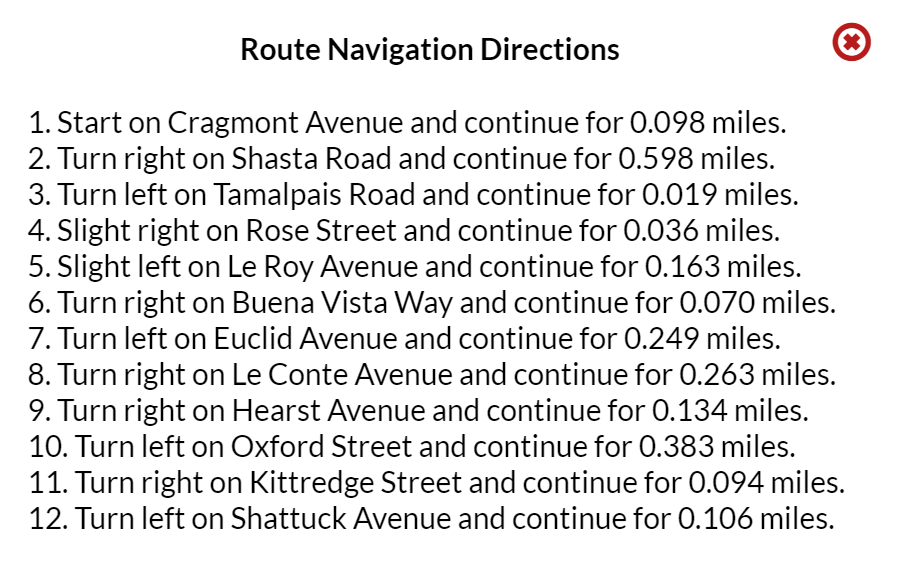 Route Navigation Directions
1. Start on Cragmont Avenue and continue for 0.098 miles.
2. Turn right on Shasta Road and continue for 0.598 miles.
3. Turn left on Tamalpais Road and continue for 0.019 miles.
4. Slight right on Rose Street and continue for 0.036 miles.
5. Slight left on Le Roy Avenue and continue for 0.163 miles.
6. Turn right on Buena Vista Way and continue for 0.070 miles.
7. Turn left on Euclid Avenue and continue for 0.249 miles.
8. Turn right on Le Conte Avenue and continue for 0.263 miles.
9. Turn right on Hearst Avenue and continue for 0.134 miles.
10. Turn left on Oxford Street and continue for 0.383 miles.
11. Turn right on Kittredge Street and continue for 0.094 miles.
12. Turn left on Shattuck Avenue and continue for 0.106 miles.